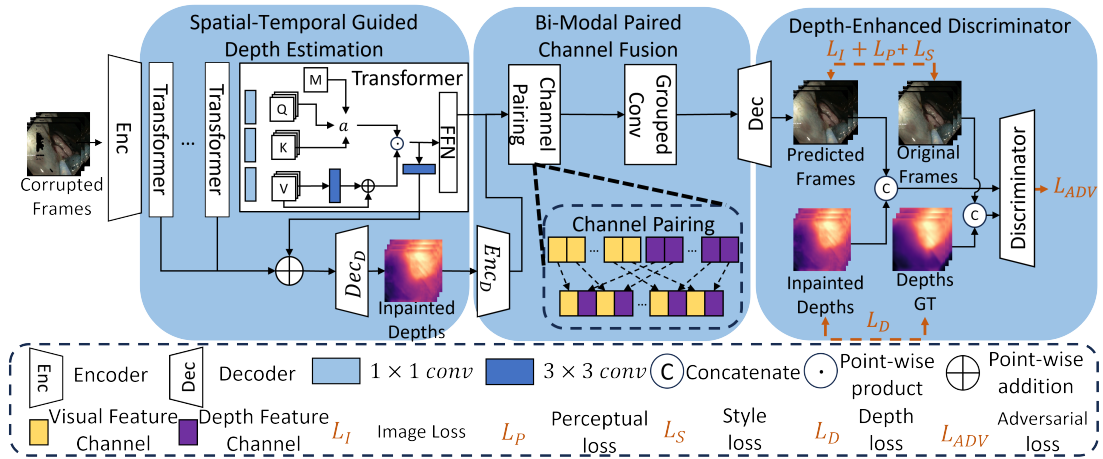 Spatial-Temporal Guided
Depth Estimation
Bi-Modal Paired
Channel Fusion
Depth-Enhanced Discriminator
Corrupted
Frames
Enc
Transformer
...
Transformer
Transformer
M
Q
K
V
a
FFN
Dec_D
Inpainted
Depths
Enc_D
Channel
Pairing
Grouped
Conv
Channel Pairing
...
...
...
Dec
L_I + L_P + L_S
Predicted
Frames
Original
Frames
C
C
Discriminator
L_ADV
Inpainted
Depths
Depths
GT
L_D
Enc
Encoder
Dec
Decoder
1 × 1 conv
3 × 3 conv
C
Concatenate
Point-wise
product
Point-wise
addition
Visual Feature
Channel
Depth Feature
Channel
L_I
Image Loss
L_P
Perceptual
loss
L_S
Style
loss
L_D
Depth
loss
L_ADV
Adversarial
loss